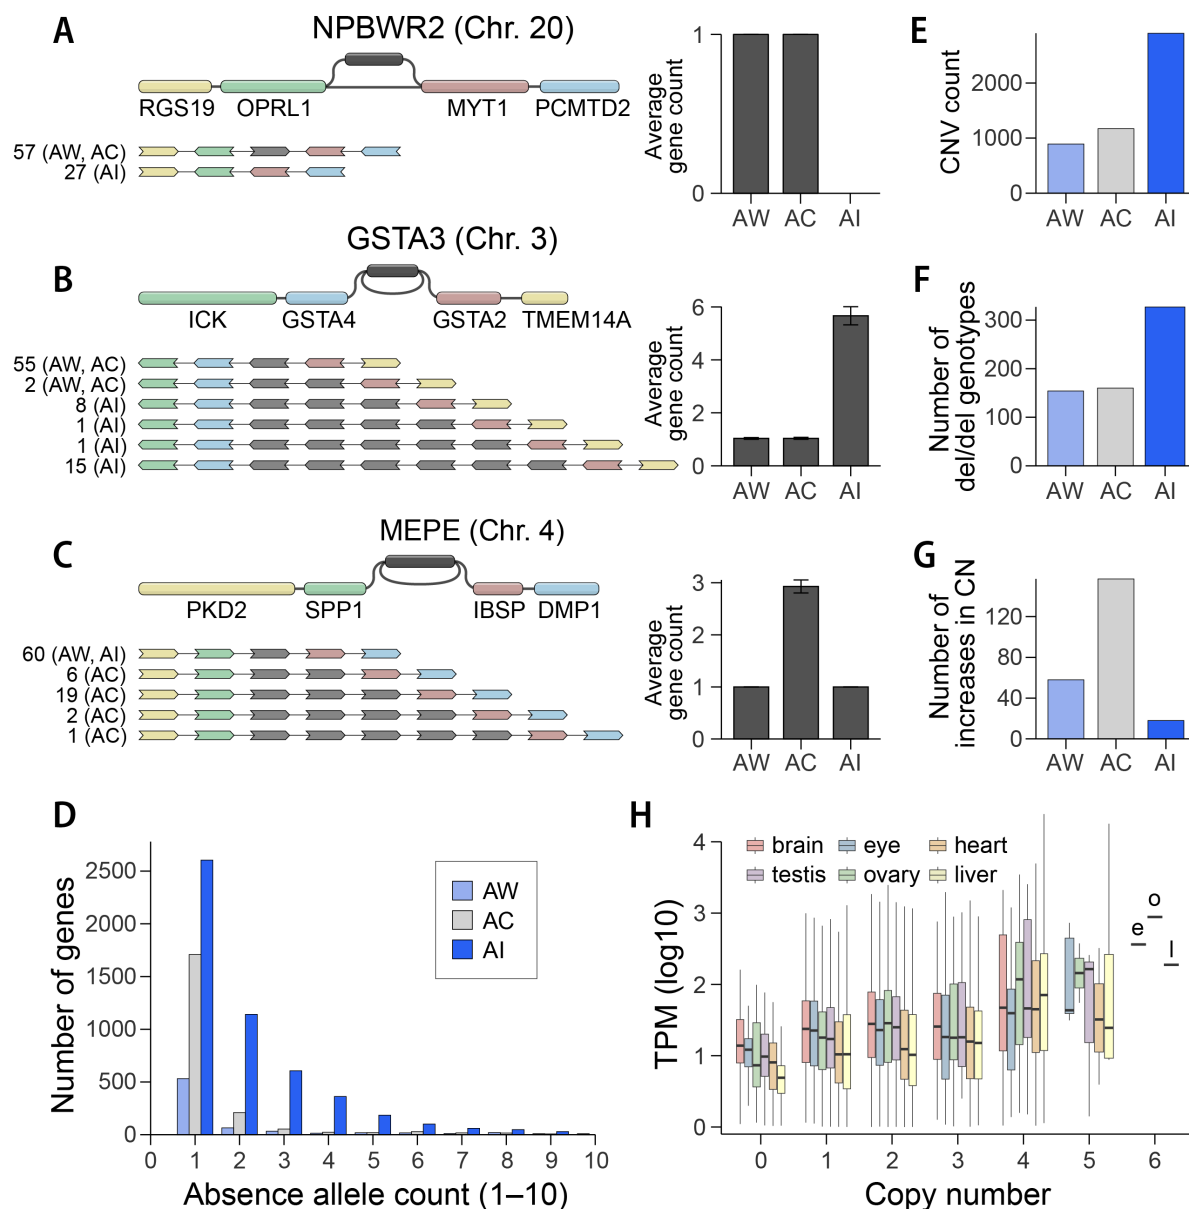 A
NPBWR2 (Chr. 20)
RGS19 OPRL1 MYT1 PCMTD2
57 (AW, AC)
27 (AI)
Average
gene count
1
0
AW AC AI
E
CNV count
2000
1000
0
AW AC AI
B
GSTA3 (Chr. 3)
ICK GSTA4 GSTA2 TMEM14A
55 (AW, AC)
2 (AW, AC)
8 (AI)
1 (AI)
1 (AI)
15 (AI)
Average
gene count
6
4
2
0
AW AC AI
F
Number of
del/del genotypes
300
200
100
0
AW AC AI
C
MEPE (Chr. 4)
PKD2 SPP1 IBSP DMP1
60 (AW, AI)
6 (AC)
19 (AC)
2 (AC)
1 (AC)
Average
gene count
3
2
1
0
AW AC AI
G
Number of
increases in CN
120
80
40
0
AW AC AI
D
Number of genes
2500
2000
1500
1000
500
0
AW
AC
AI
0 1 2 3 4 5 6 7 8 9 10
Absence allele count (1–10)
H
TPM (log10)
4
3
2
1
0
brain eye heart
testis ovary liver
e
o
l
0 1 2 3 4 5 6
Copy number